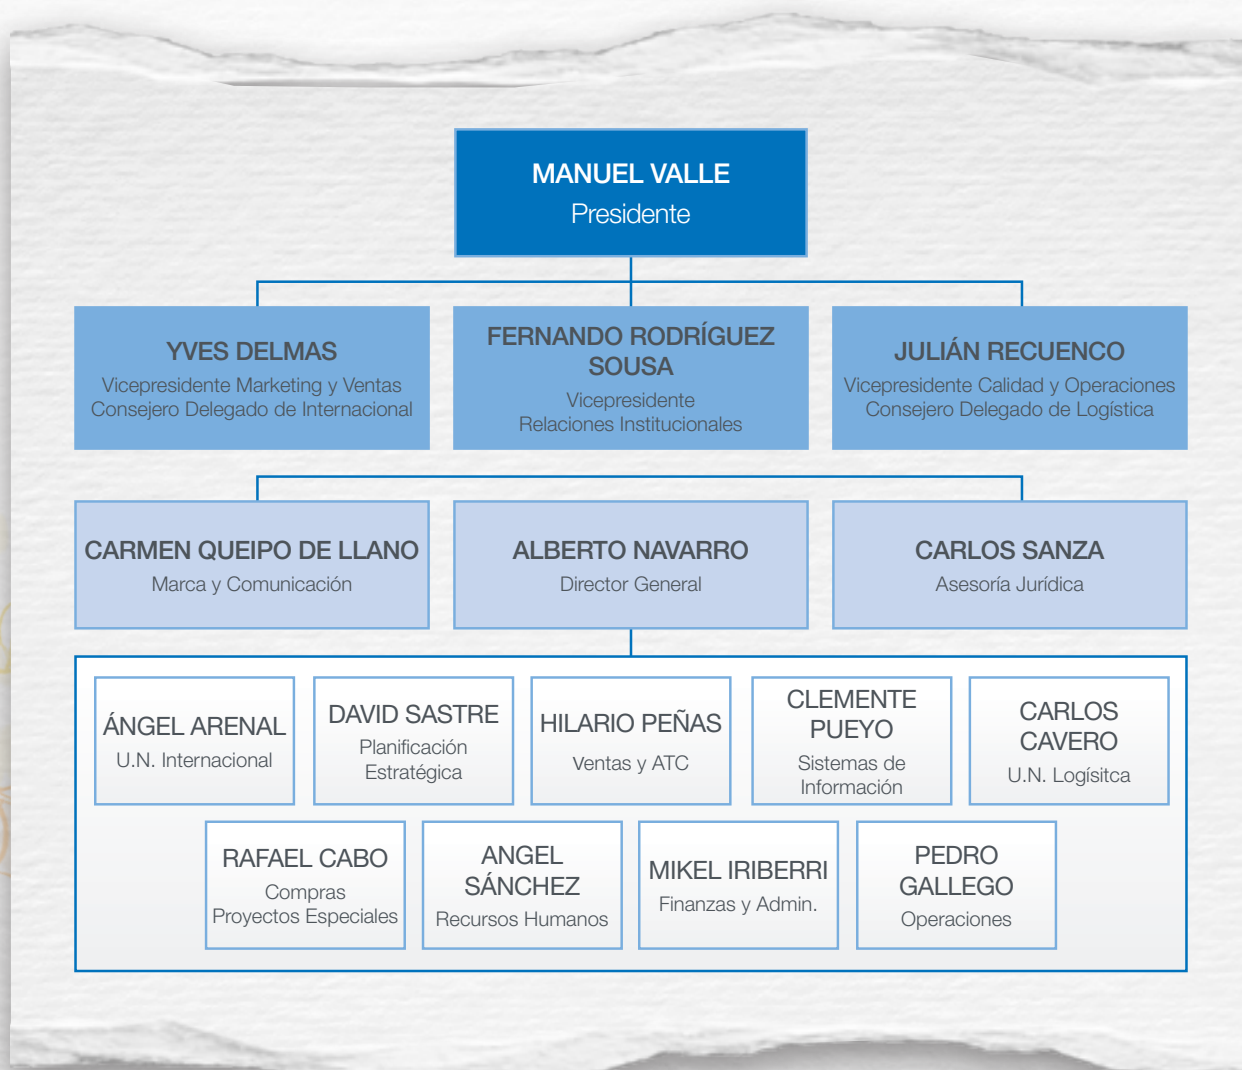 MANUEL VALLE
Presidente
YVES DELMAS
Vicepresidente Marketing y Ventas
Consejero Delegado de Internacional
FERNANDO RODRÍGUEZ
SOUSA
Vicepresidente
Relaciones Institucionales
JULIÁN RECUENCO
Vicepresidente Calidad y Operaciones
Consejero Delegado de Logística
CARMEN QUEIPO DE LLANO
Marca y Comunicación
ALBERTO NAVARRO
Director General
CARLOS SANZA
Asesoría Jurídica
ÁNGEL ARENAL
U.N. Internacional
DAVID SASTRE
Planificación
Estratégica
HILARIO PEÑAS
Ventas y ATC
CLEMENTE
PUEYO
Sistemas de
Información
CARLOS
CAVERO
U.N. Logísitca
RAFAEL CABO
Compras
Proyectos Especiales
ANGEL
SÁNCHEZ
Recursos Humanos
MIKEL IRIBERRI
Finanzas y Admin.
PEDRO
GALLEGO
Operaciones